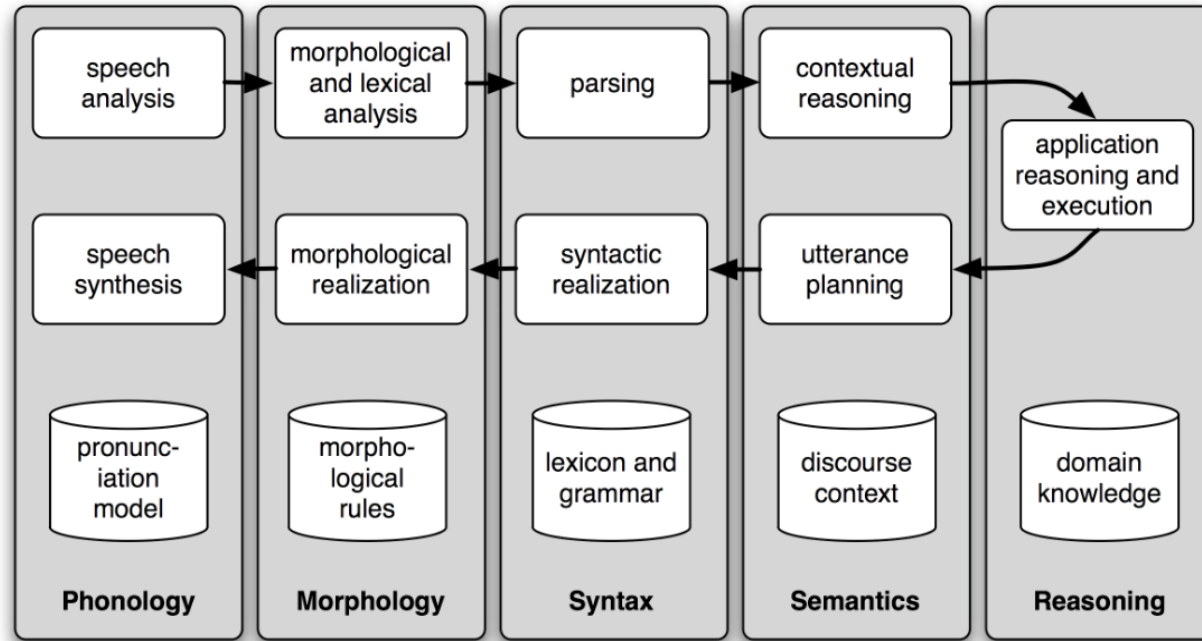 speech
analysis
morphological
and lexical
analysis
parsing
contextual
reasoning
application
reasoning and
execution
speech
synthesis
morphological
realization
syntactic
realization
utterance
planning
pronunc-
iation
model
morpho-
logical
rules
lexicon and
grammar
discourse
context
domain
knowledge
Phonology
Morphology
Syntax
Semantics
Reasoning